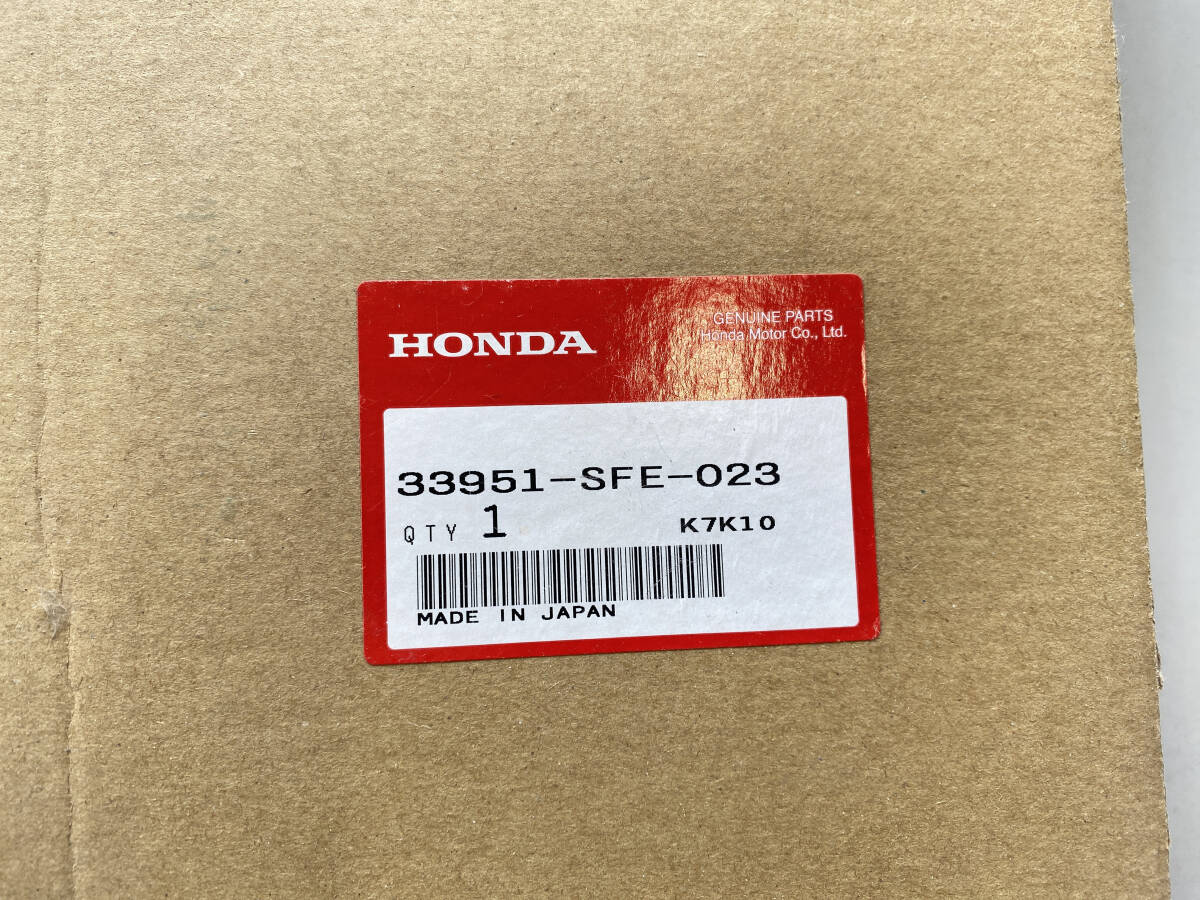 HONDA
GENUINE PARTS
Honda Motor Co., Ltd.
33951-SFE-023
QTY 1 K7K10
MADE IN JAPAN